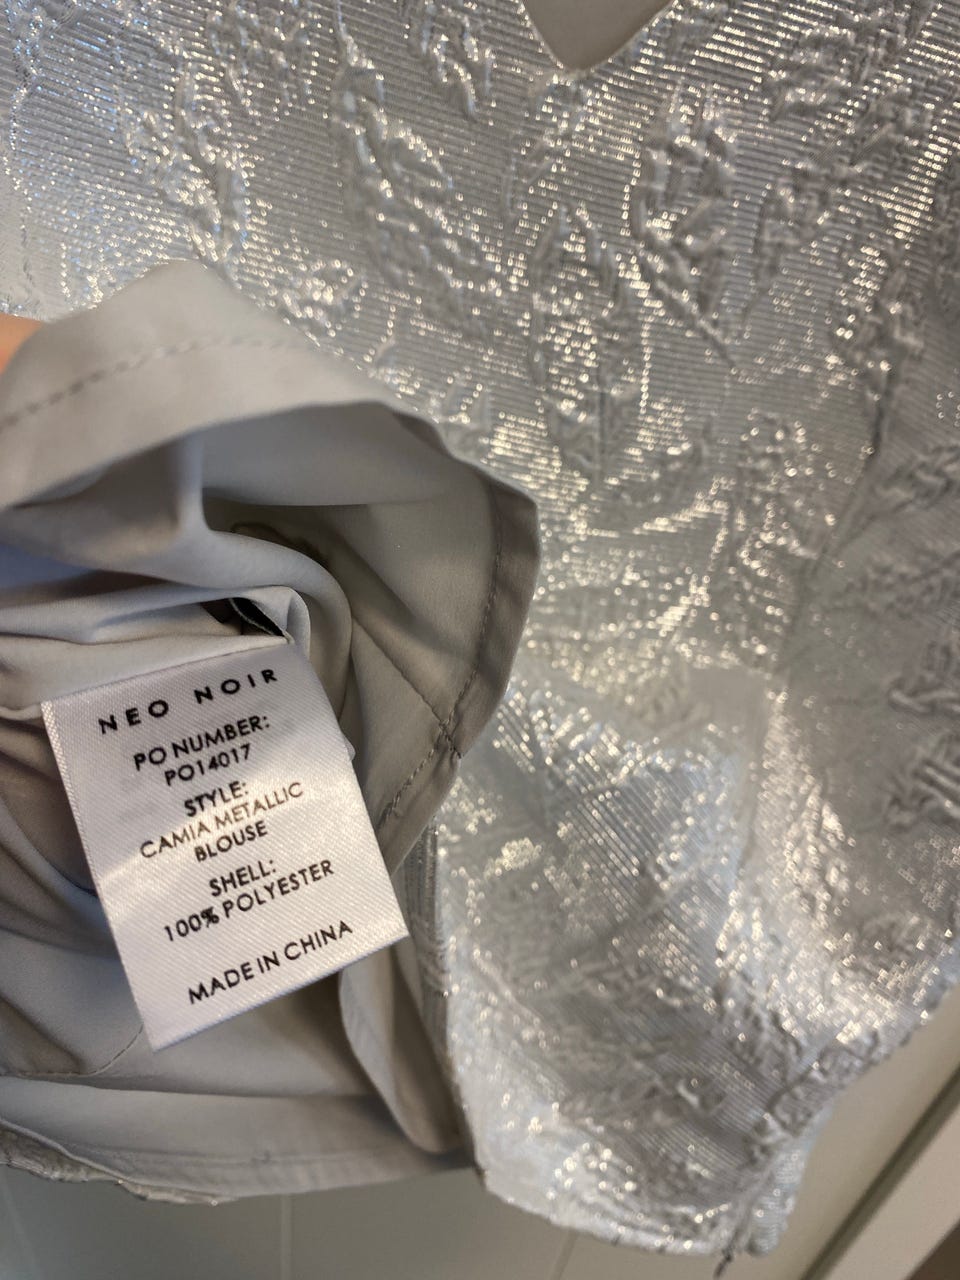 NEO NOIR
PO NUMBER:
PO14017
STYLE:
CAMIA METALLIC
BLOUSE
SHELL:
100% POLYESTER
MADE IN CHINA